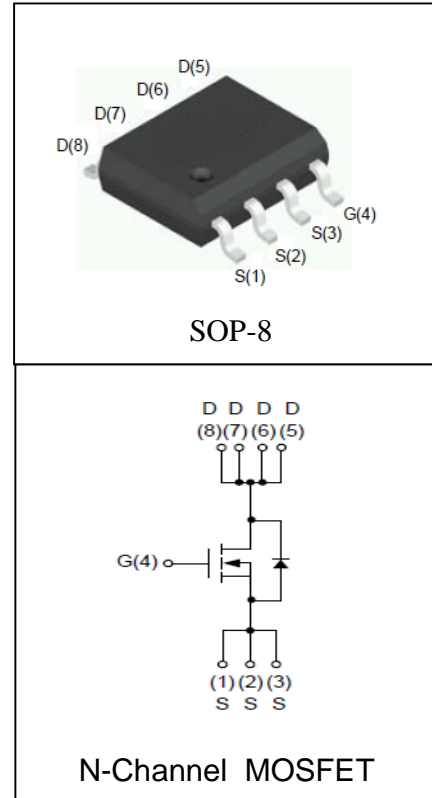 D(5)
D(6)
D(7)
D(8)
G(4)
S(3)
S(2)
S(1)
SOP-8
D D D D
(8)(7)(6)(5)
G(4)
(1)(2)(3)
S S S
N-Channel MOSFET